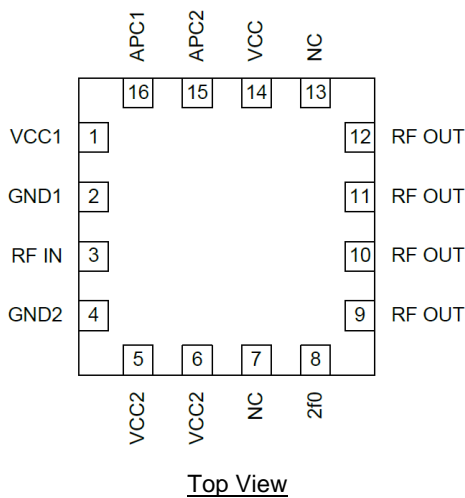 APC1
APC2
VCC
NC
16
15
14
13
VCC1
1
12
RF OUT
GND1
2
11
RF OUT
RF IN
3
10
RF OUT
GND2
4
9
RF OUT
5
6
7
8
VCC2
VCC2
NC
2f0
Top View